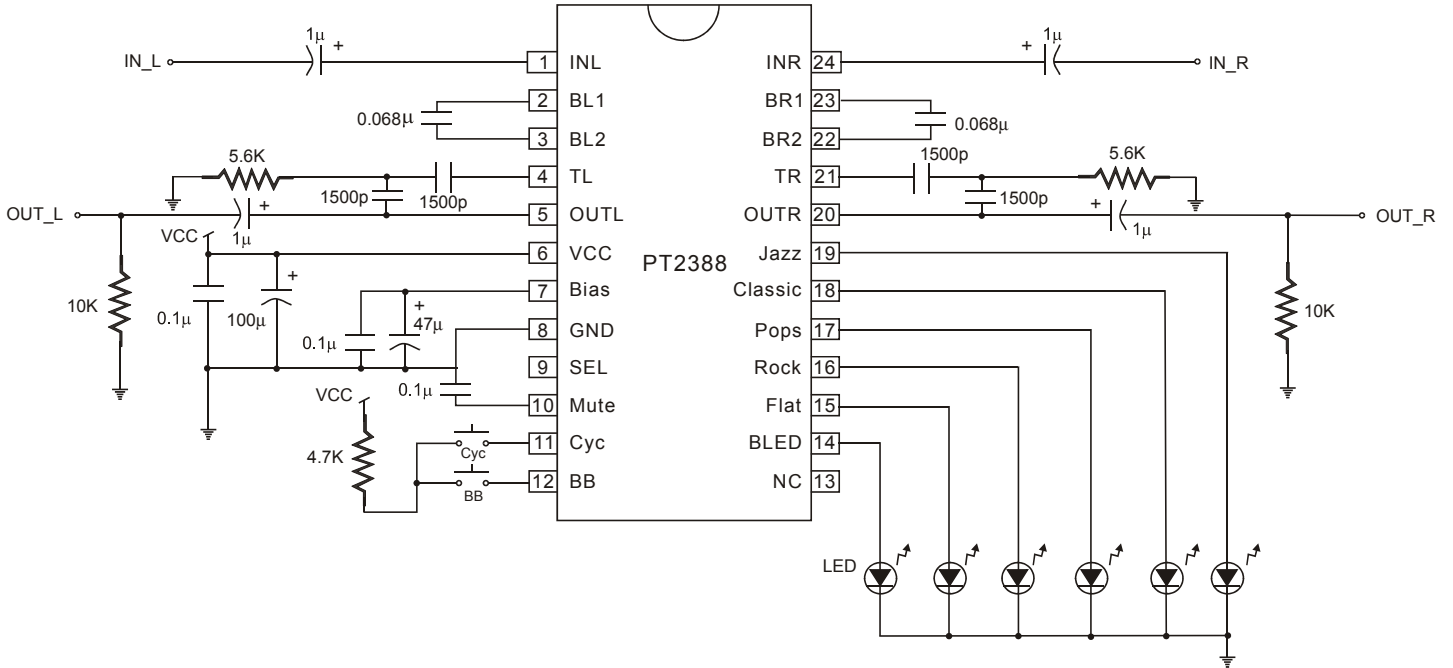 1μ
1μ
IN_L
+
1 INL
INR 24
+
IN_R
2 BL1
BR1 23
0.068μ
0.068μ
3 BL2
BR2 22
5.6K
1500p
5.6K
4 TL
TR 21
1500p
1500p
1500p
OUT_L
+
5 OUTL
OUTR 20
+
OUT_R
1μ
1μ
VCC
6 VCC
PT2388
Jazz 19
+
10K
0.1μ
100μ
7 Bias
Classic 18
10K
+
47μ
0.1μ
8 GND
Pops 17
9 SEL
Rock 16
VCC
0.1μ
10 Mute
Flat 15
4.7K
Cyc
11 Cyc
BLED 14
BB
12 BB
NC 13
LED